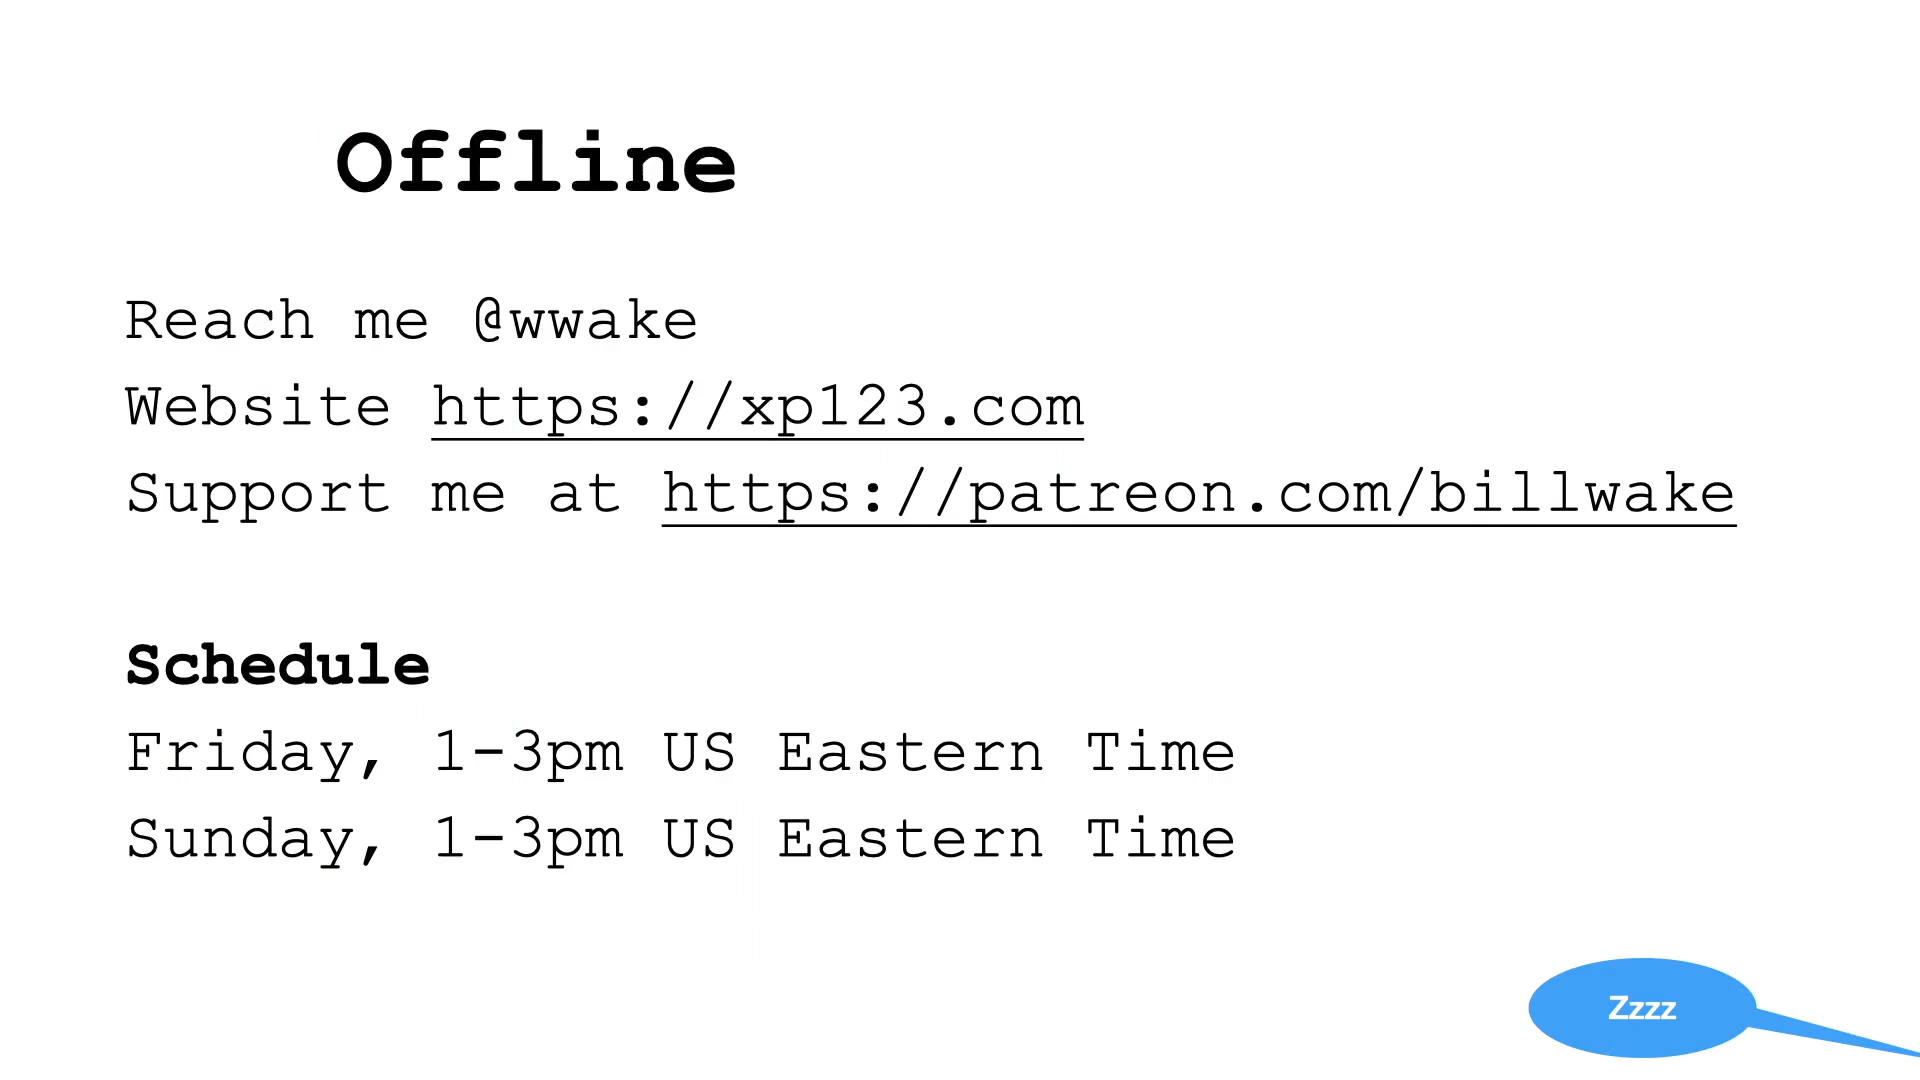 Offline
Reach me @wwake
Website https://xp123.com
Support me at https://patreon.com/billwake
Schedule
Friday, 1-3pm US Eastern Time
Sunday, 1-3pm US Eastern Time
Zzzz